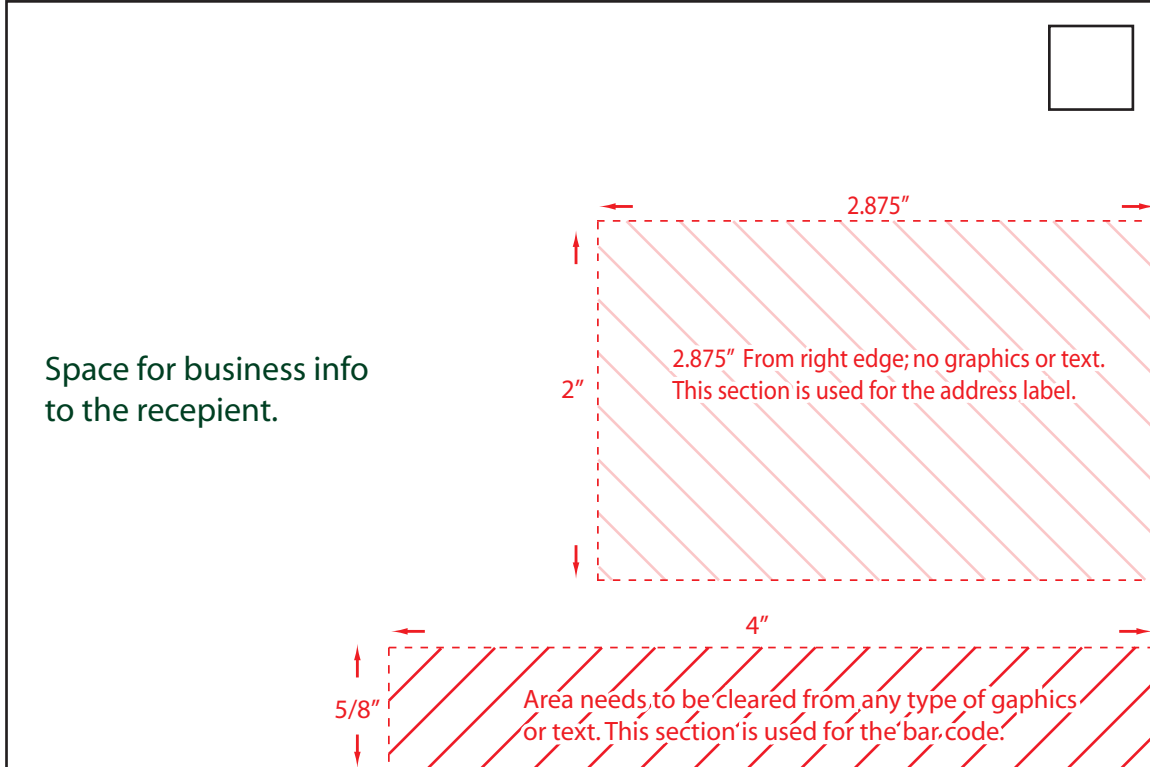 2.875”
2”
Space for business info
to the recepient.
2.875” From right edge; no graphics or text.
This section is used for the address label.
4”
5/8”
Area needs to be cleared from any type of gaphics
or text. This section is used for the bar code.